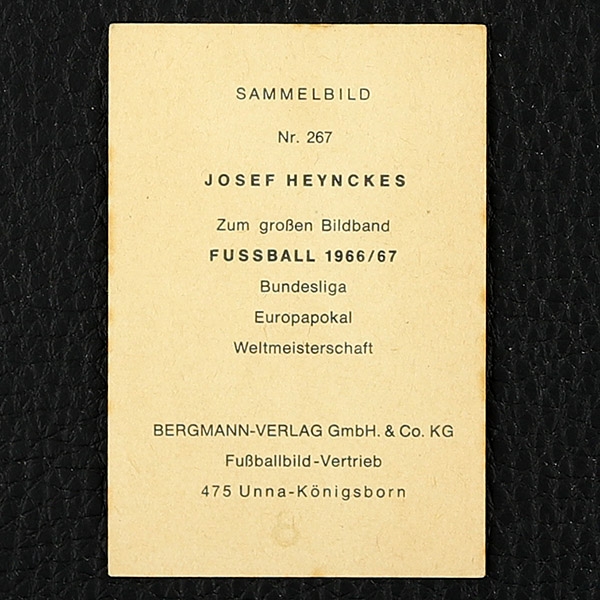 SAMMELBILD
Nr. 267
JOSEF HEYNCKES
Zum großen Bildband
FUSSBALL 1966/67
Bundesliga
Europapokal
Weltmeisterschaft
BERGMANN-VERLAG GmbH. & Co. KG
Fußballbild-Vertrieb
475 Unna-Königsborn